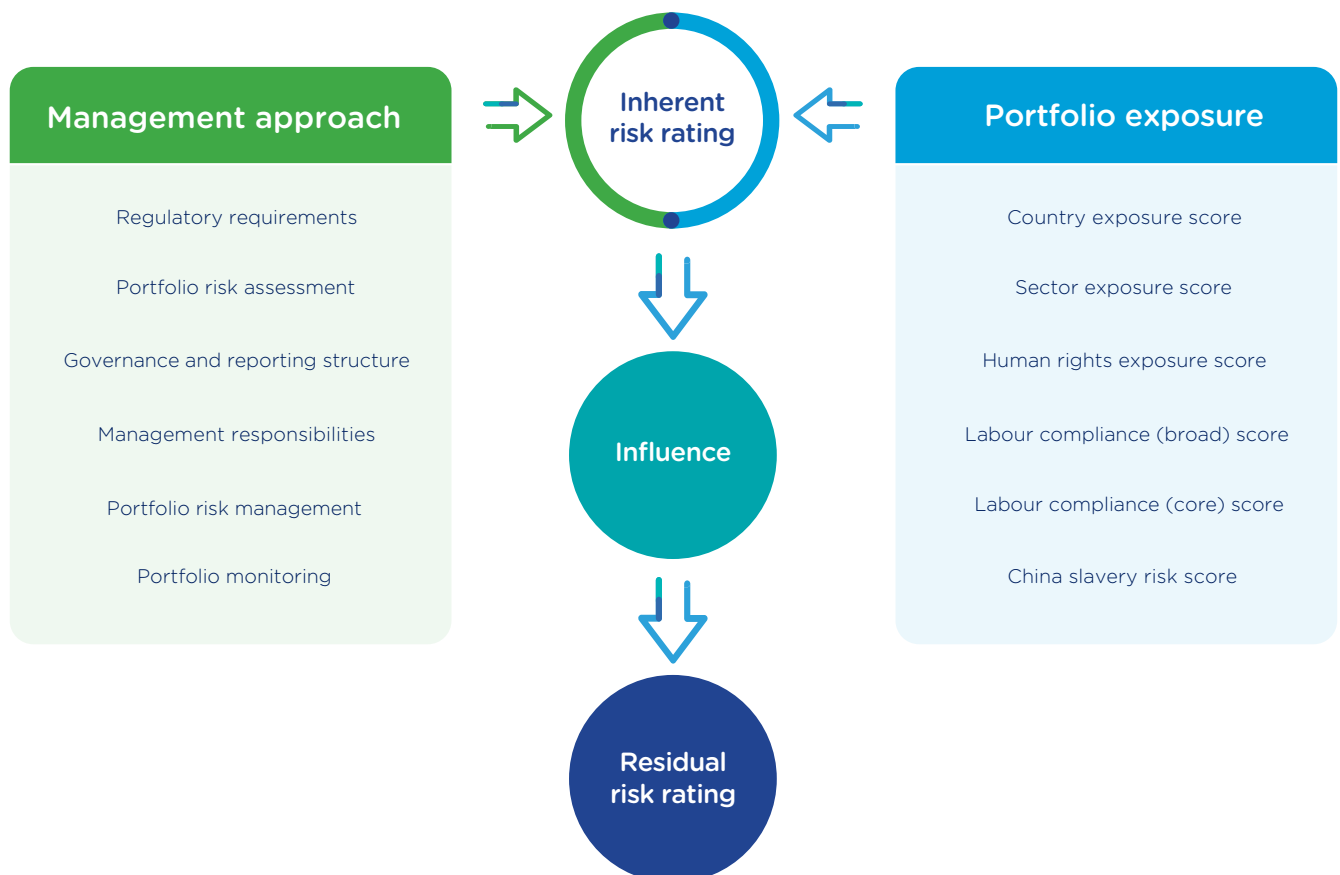 Management approach
Regulatory requirements
Portfolio risk assessment
Governance and reporting structure
Management responsibilities
Portfolio risk management
Portfolio monitoring
Inherent
risk rating
Influence
Residual
risk rating
Portfolio exposure
Country exposure score
Sector exposure score
Human rights exposure score
Labour compliance (broad) score
Labour compliance (core) score
China slavery risk score